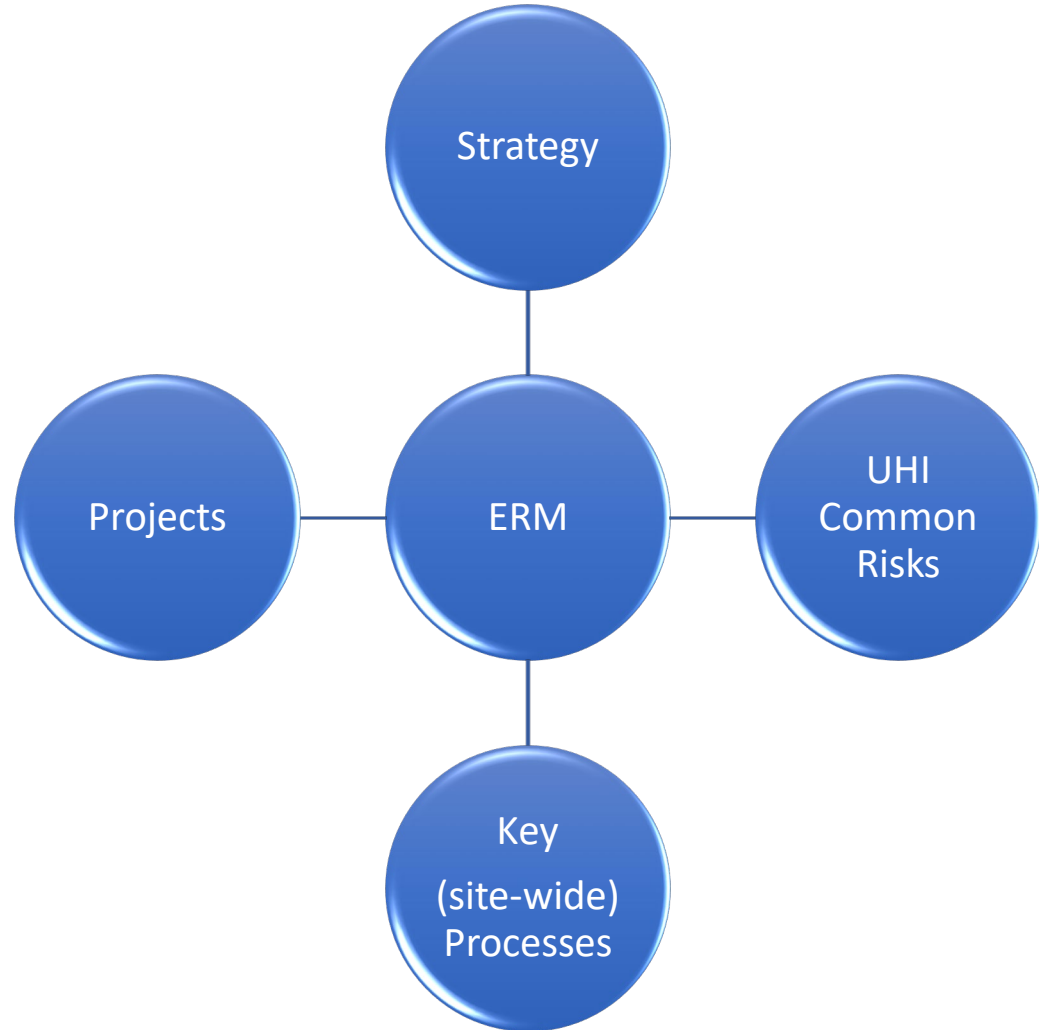 Strategy
Projects
ERM
UHI
Common
Risks
Key
(site-wide)
Processes